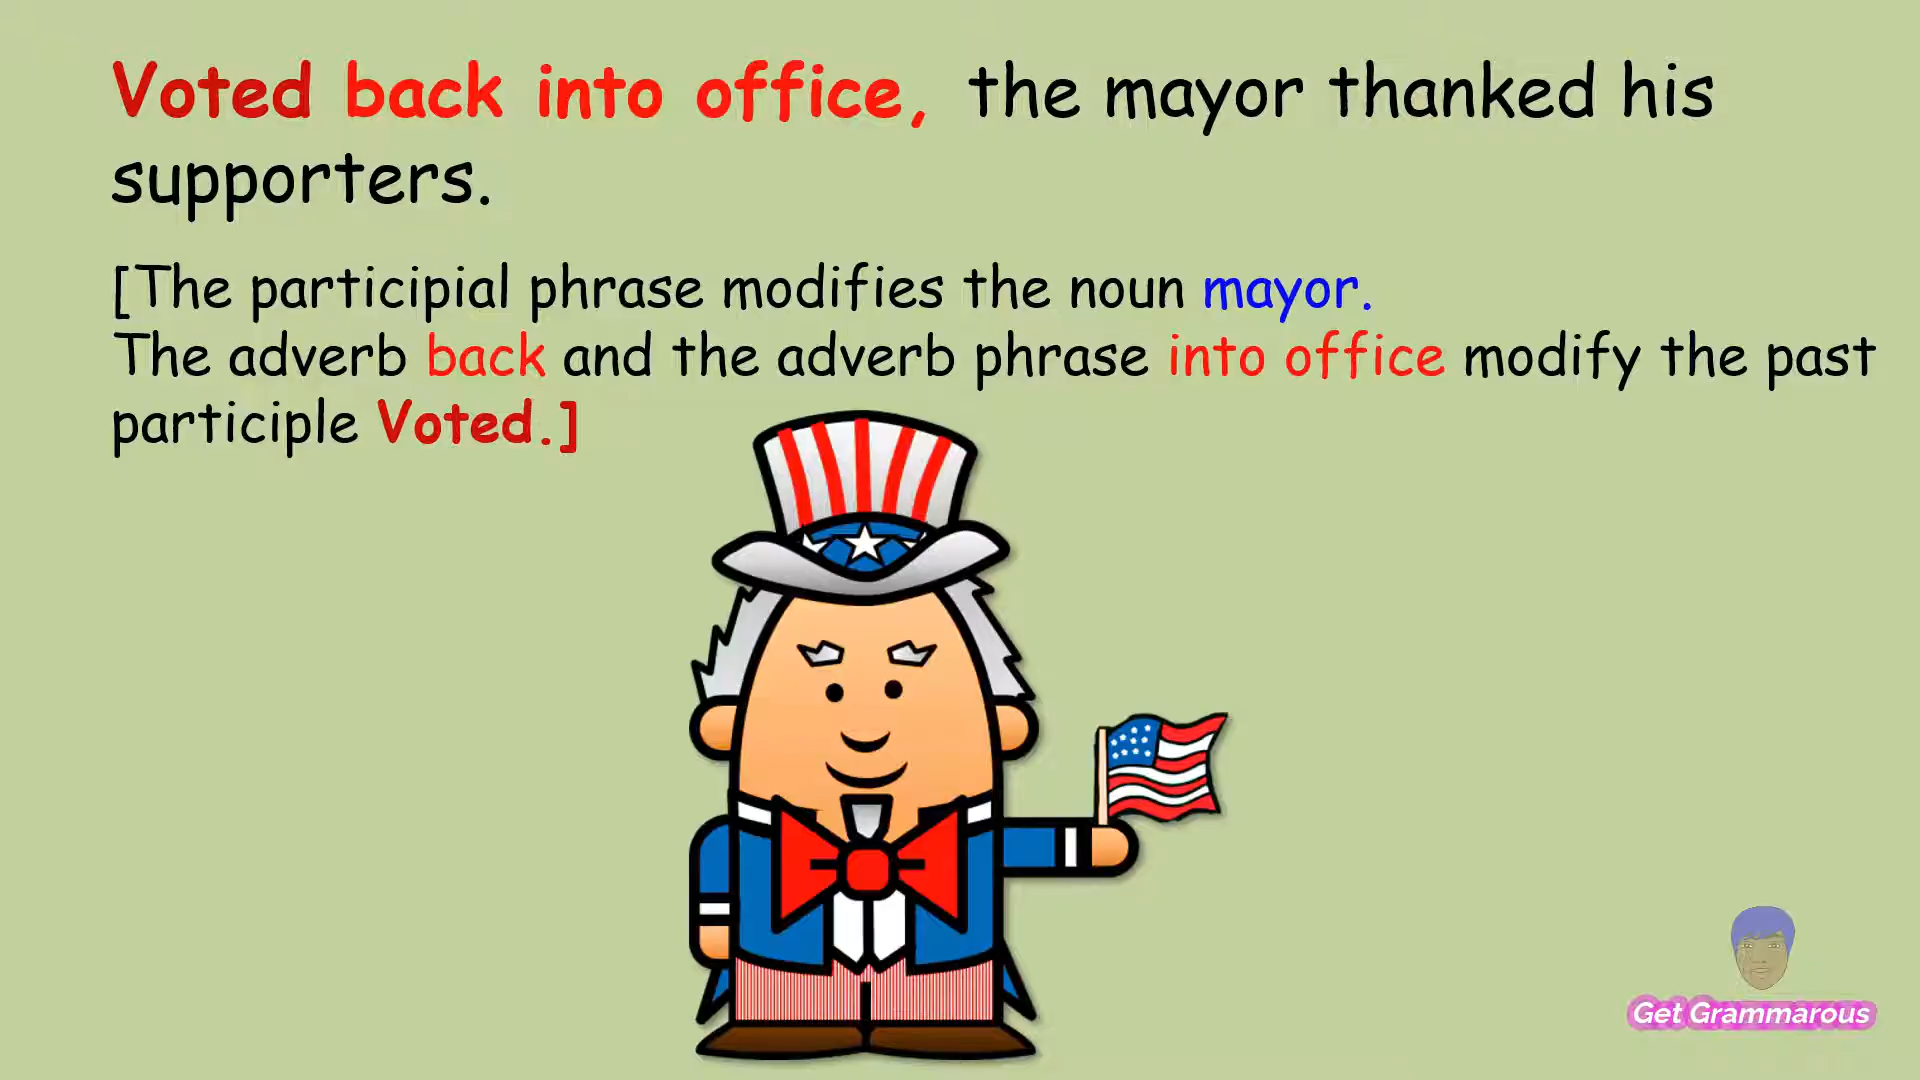 Voted back into office, the mayor thanked his
supporters.
[The participial phrase modifies the noun mayor.
The adverb back and the adverb phrase into office modify the past
participle Voted.]
Get Grammarous